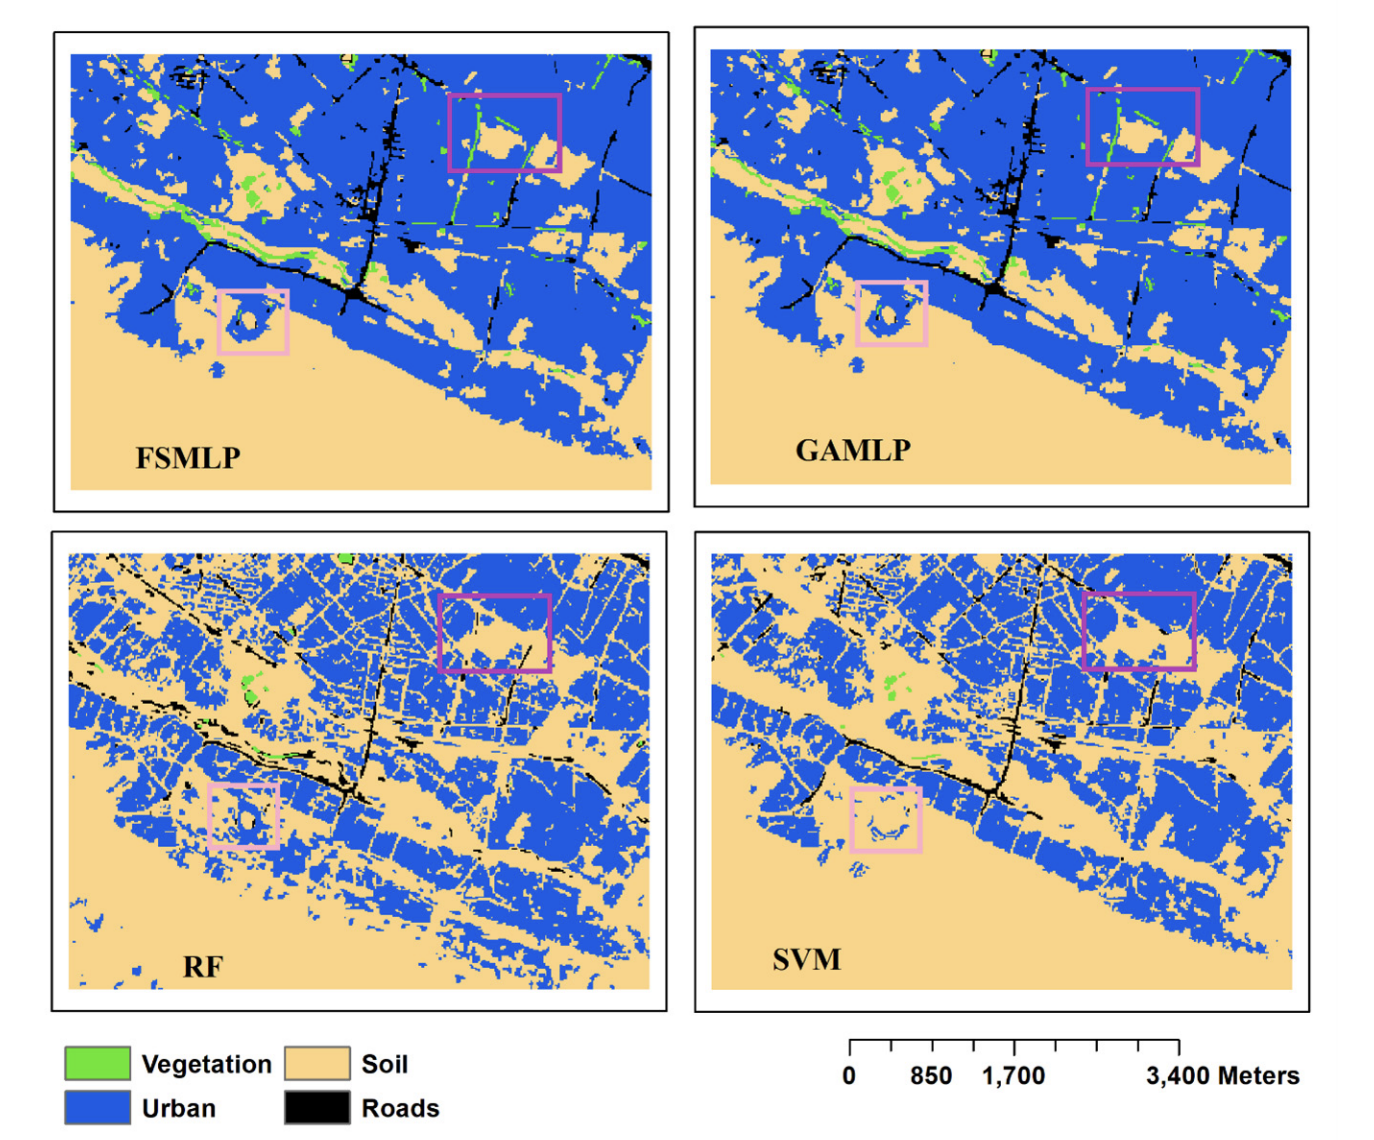 FSMLP
GAMLP
RF
SVM
Vegetation
Soil
Urban
Roads
0 850 1,700 3,400 Meters